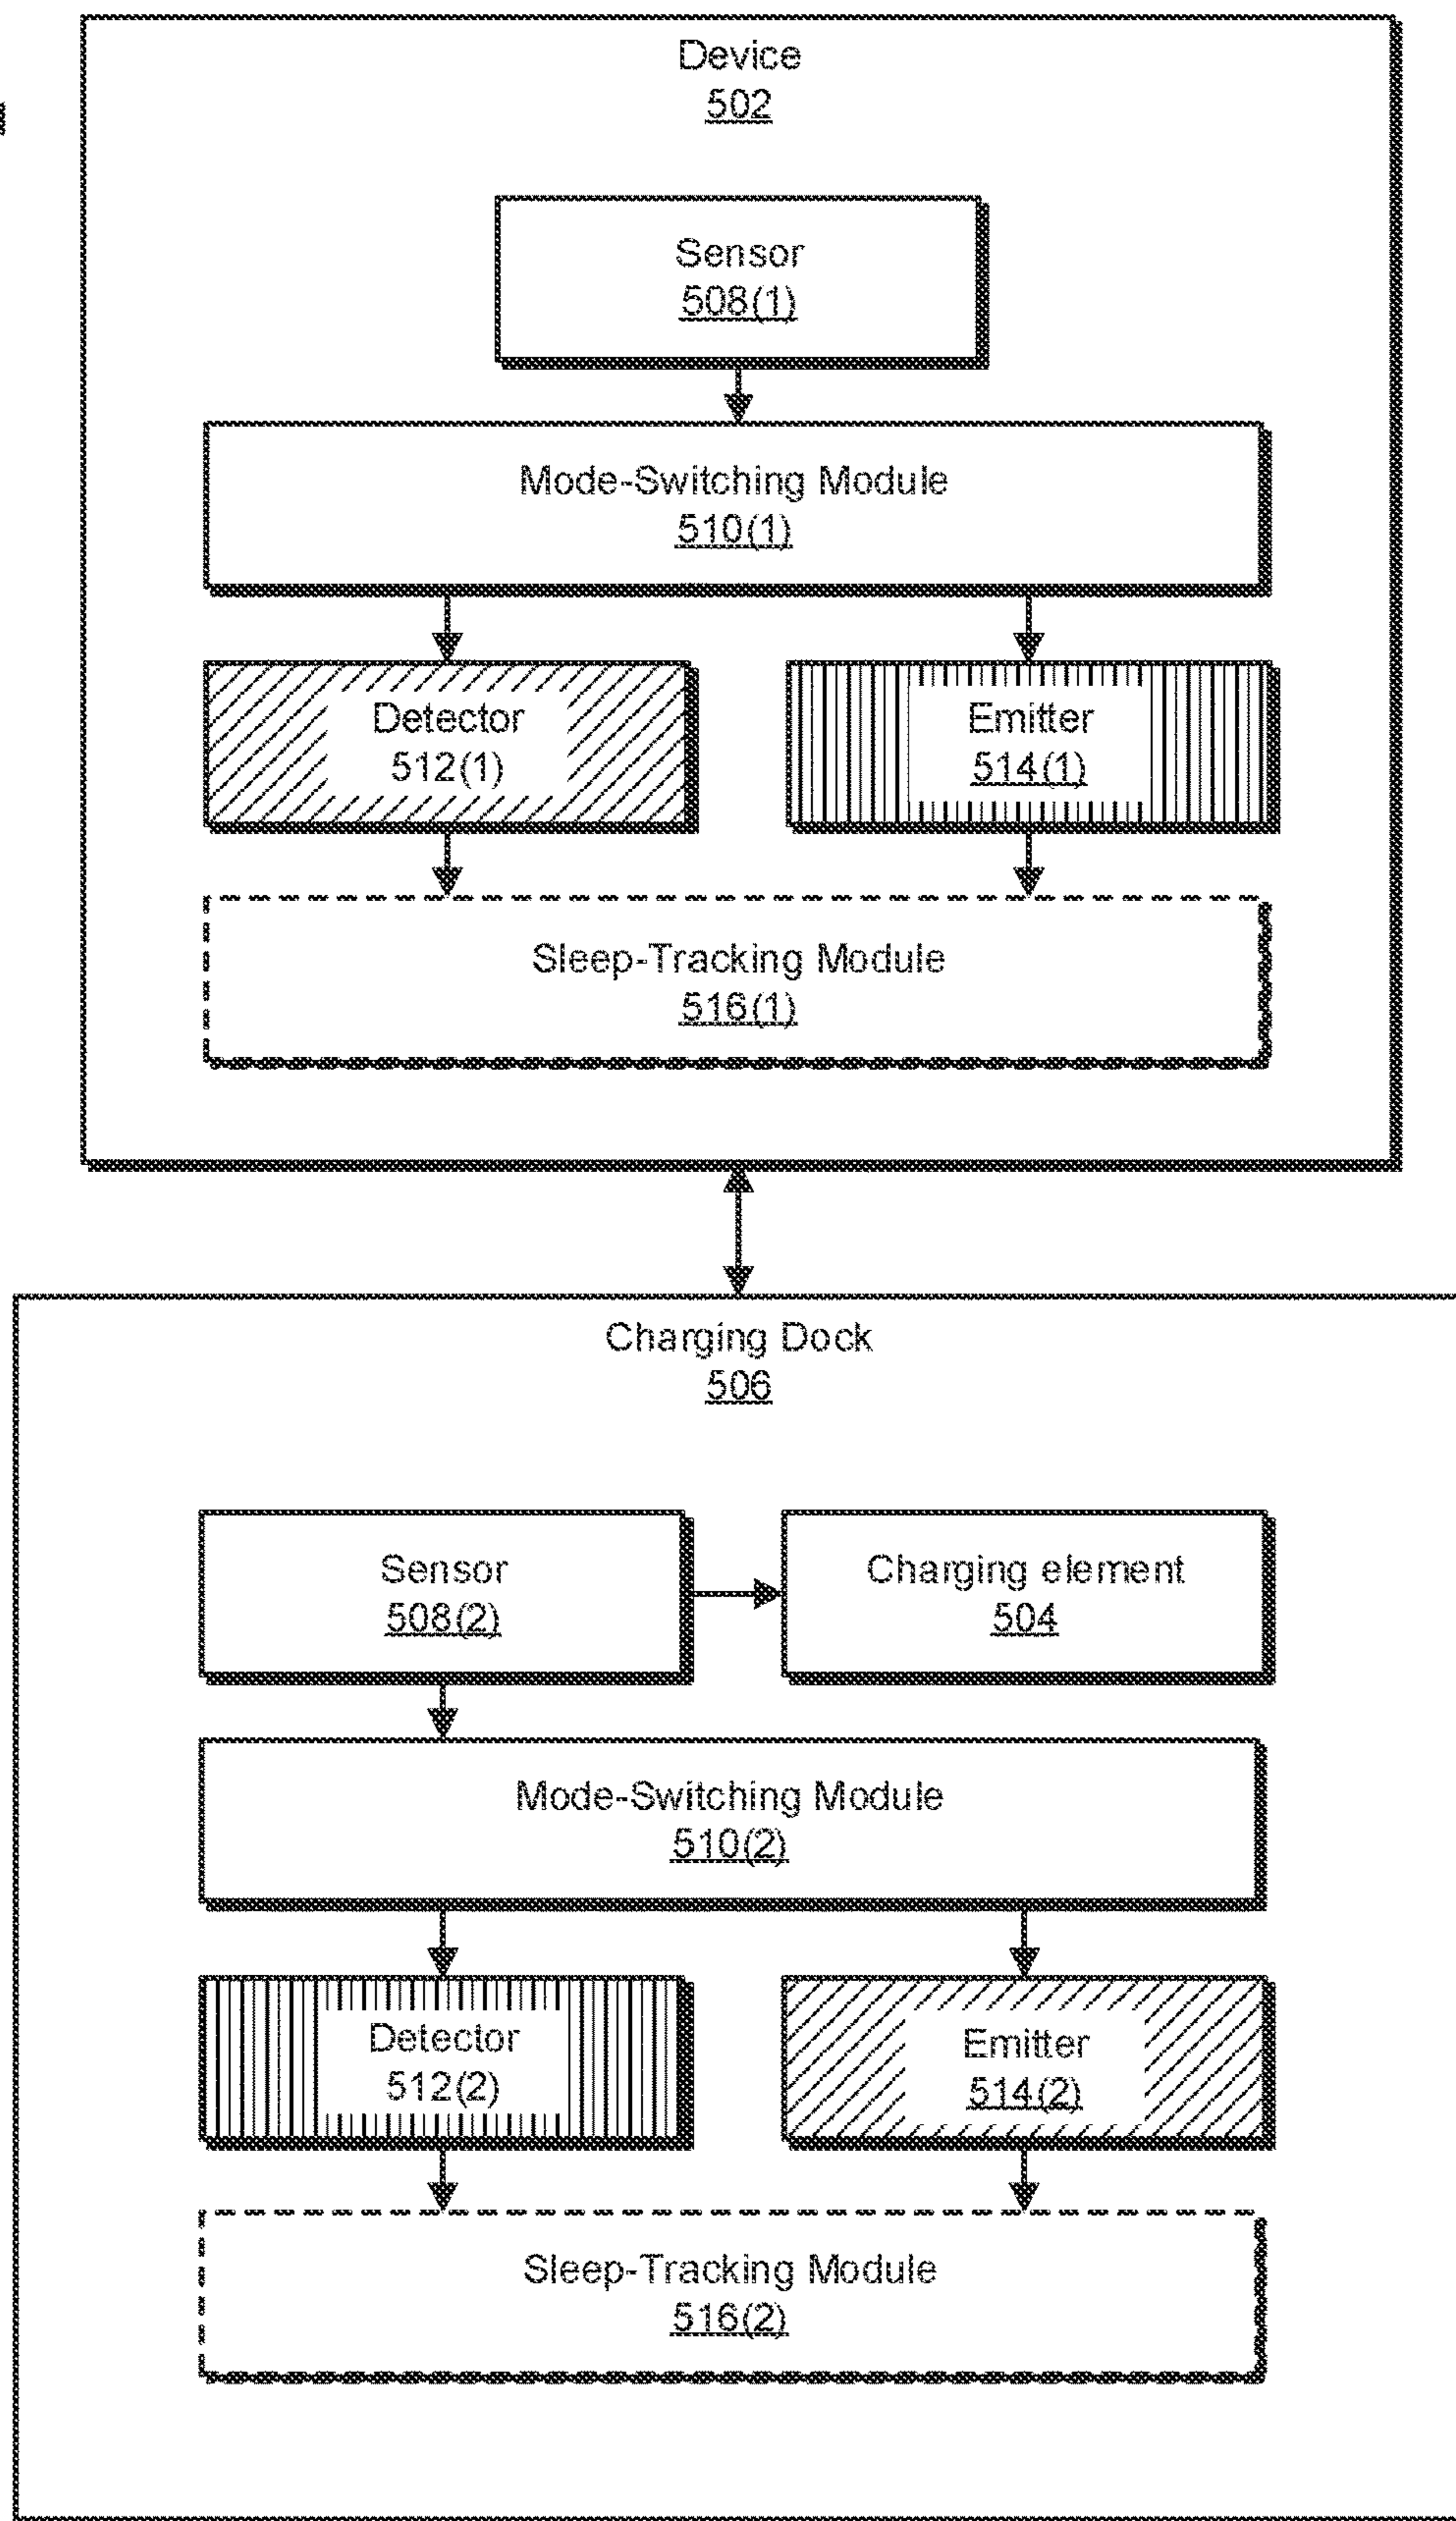 Device
502
Sensor
508(1)
Mode-Switching Module
510(1)
Detector
512(1)
Emitter
514(1)
Sleep-Tracking Module
516(1)
Charging Dock
506
Sensor
508(2)
Charging element
504
Mode-Switching Module
510(2)
Detector
512(2)
Emitter
514(2)
Sleep-Tracking Module
516(2)